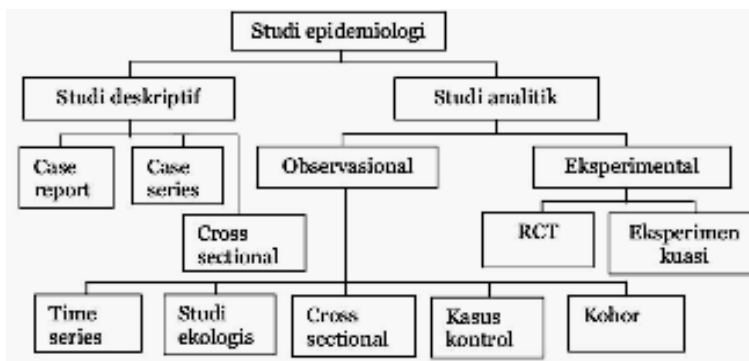 Studi epidemiologi
Studi deskriptif
Studi analitik
Case
report
Case
series
Observasional
Eksperimental
Cross
sectional
RCT
Eksperimen
kuasi
Time
series
Studi
ekologis
Cross
sectional
Kasus
kontrol
Kohor